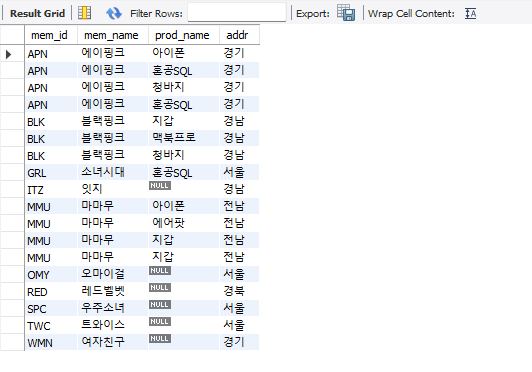 Result Grid Filter Rows: Export: Wrap Cell Content:
mem_id mem_name prod_name addr
APN 에이핑크 아이폰 경기
APN 에이핑크 혼공SQL 경기
APN 에이핑크 청바지 경기
APN 에이핑크 혼공SQL 경기
BLK 블랙핑크 지갑 경남
BLK 블랙핑크 맥북프로 경남
BLK 블랙핑크 청바지 경남
GRL 소녀시대 혼공SQL 서울
ITZ 잇지 NULL 경남
MMU 마마무 아이폰 전남
MMU 마마무 에어팟 전남
MMU 마마무 지갑 전남
MMU 마마무 지갑 전남
OMY 오마이걸 NULL 서울
RED 레드벨벳 NULL 경북
SPC 우주소녀 NULL 서울
TWC 트와이스 NULL 서울
WMN 여자친구 NULL 경기